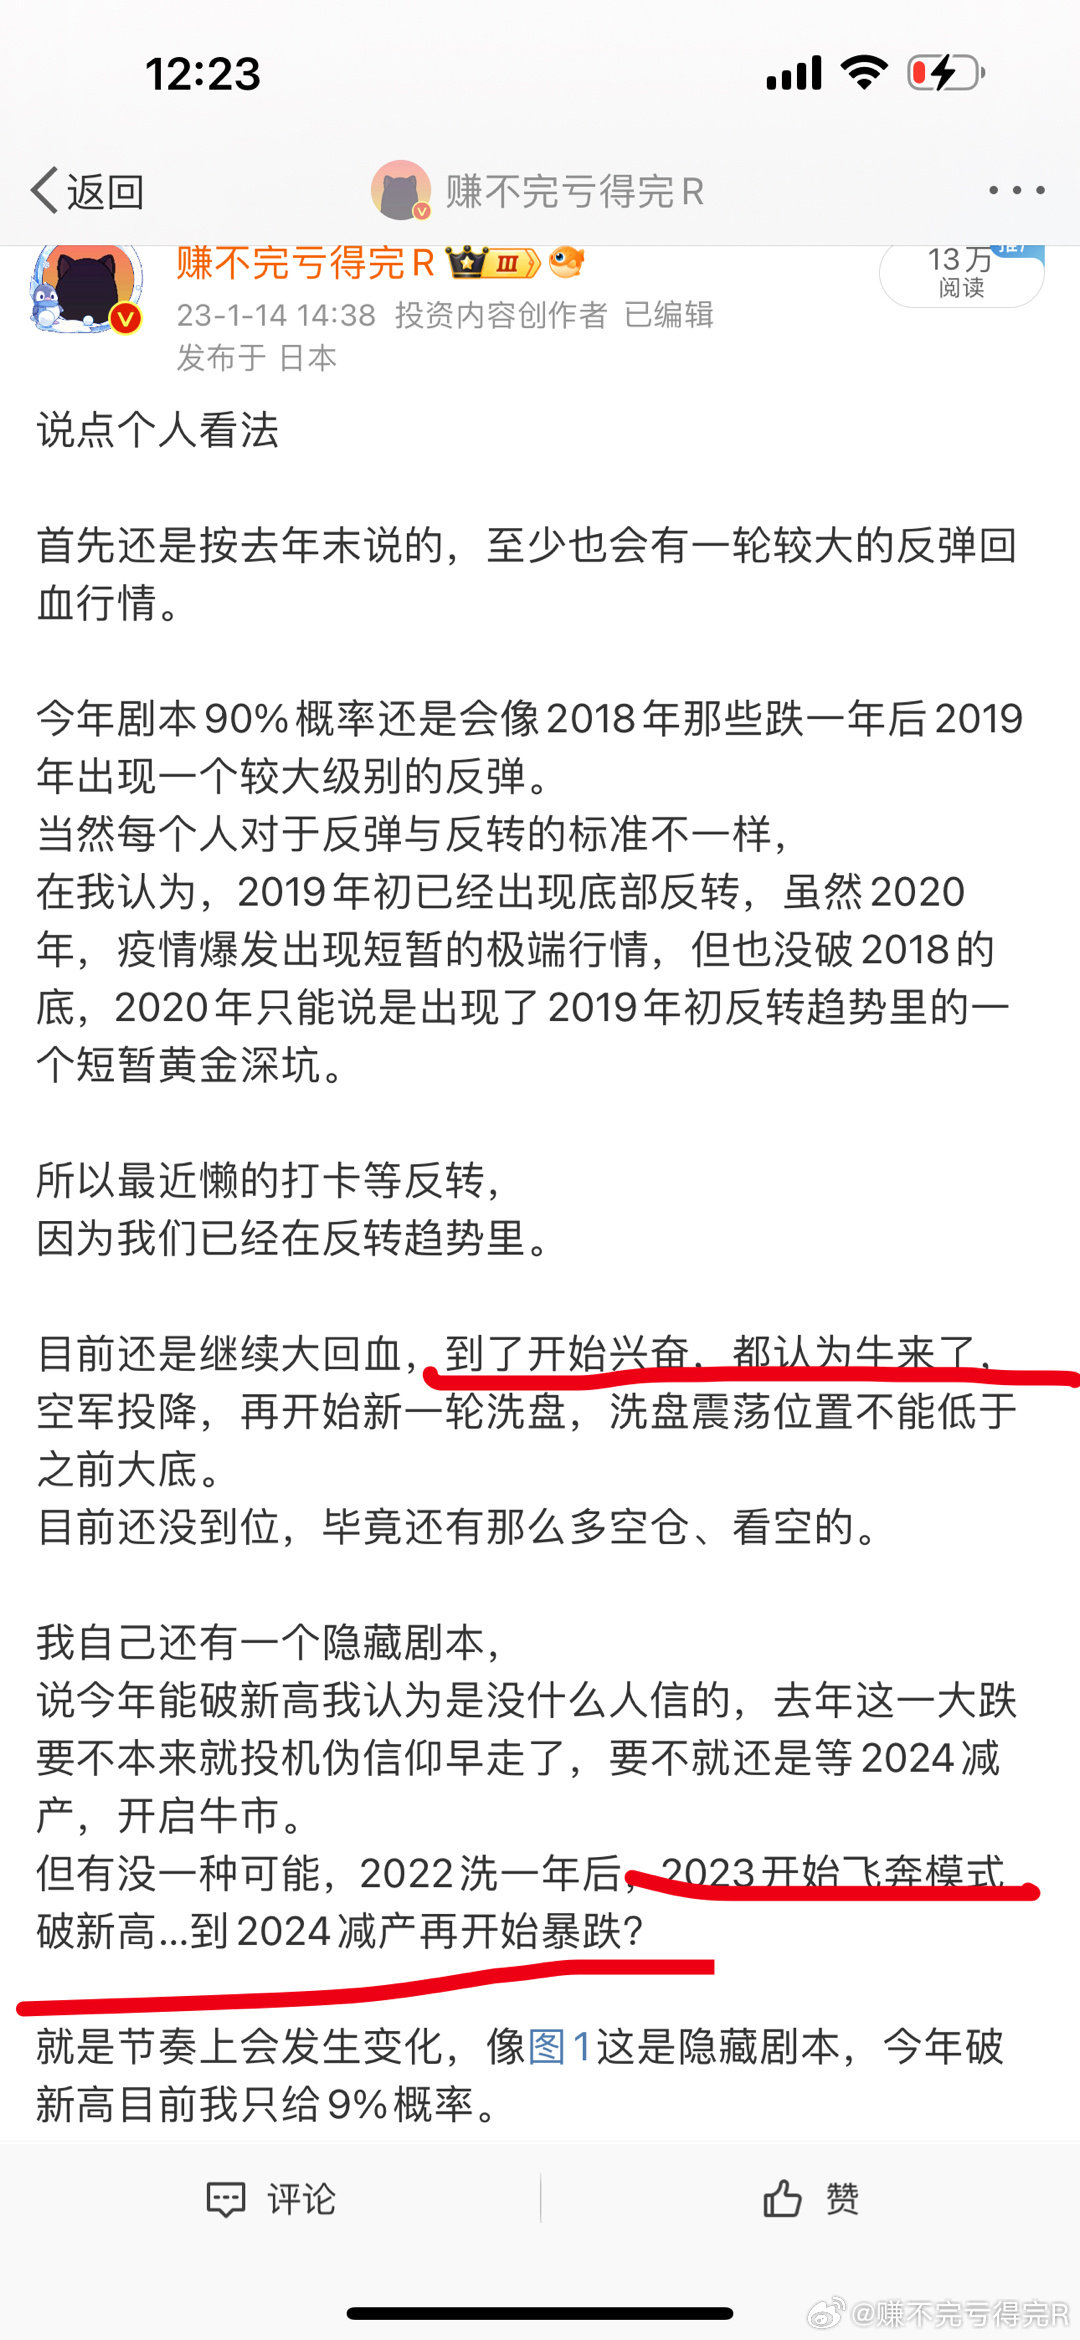 12:23
返回
赚不完亏得完R
赚不完亏得完R III
13万
阅读
23-1-14 14:38 投资内容创作者 已编辑
发布于 日本
说点个人看法
首先还是按去年末说的，至少也会有一轮较大的反弹回
血行情。
今年剧本90%概率还是会像2018年那些跌一年后2019
年出现一个较大级别的反弹。
当然每个人对于反弹与反转的标准不一样，
在我认为，2019年初已经出现底部反转，虽然2020
年，疫情爆发出现短暂的极端行情，但也没破2018的
底，2020年只能说是出现了2019年初反转趋势里的一
个短暂黄金深坑。
所以最近懒的打卡等反转，
因为我们已经在反转趋势里。
目前还是继续大回血，到了开始兴奋，都认为牛来了，
空军投降，再开始新一轮洗盘，洗盘震荡位置不能低于
之前大底。
目前还没到位，毕竟还有那么多空仓、看空的。
我自己还有一个隐藏剧本，
说今年能破新高我认为是没什么人信的，去年这一大跌
要不本来就投机伪信仰早走了，要不就还是等2024减
产，开启牛市。
但有没一种可能，2022洗一年后，2023开始飞奔模式
破新高...到2024减产再开始暴跌？
就是节奏上会发生变化，像图1这是隐藏剧本，今年破
新高目前我只给9%概率。
评论
赞
@赚不完亏得完R